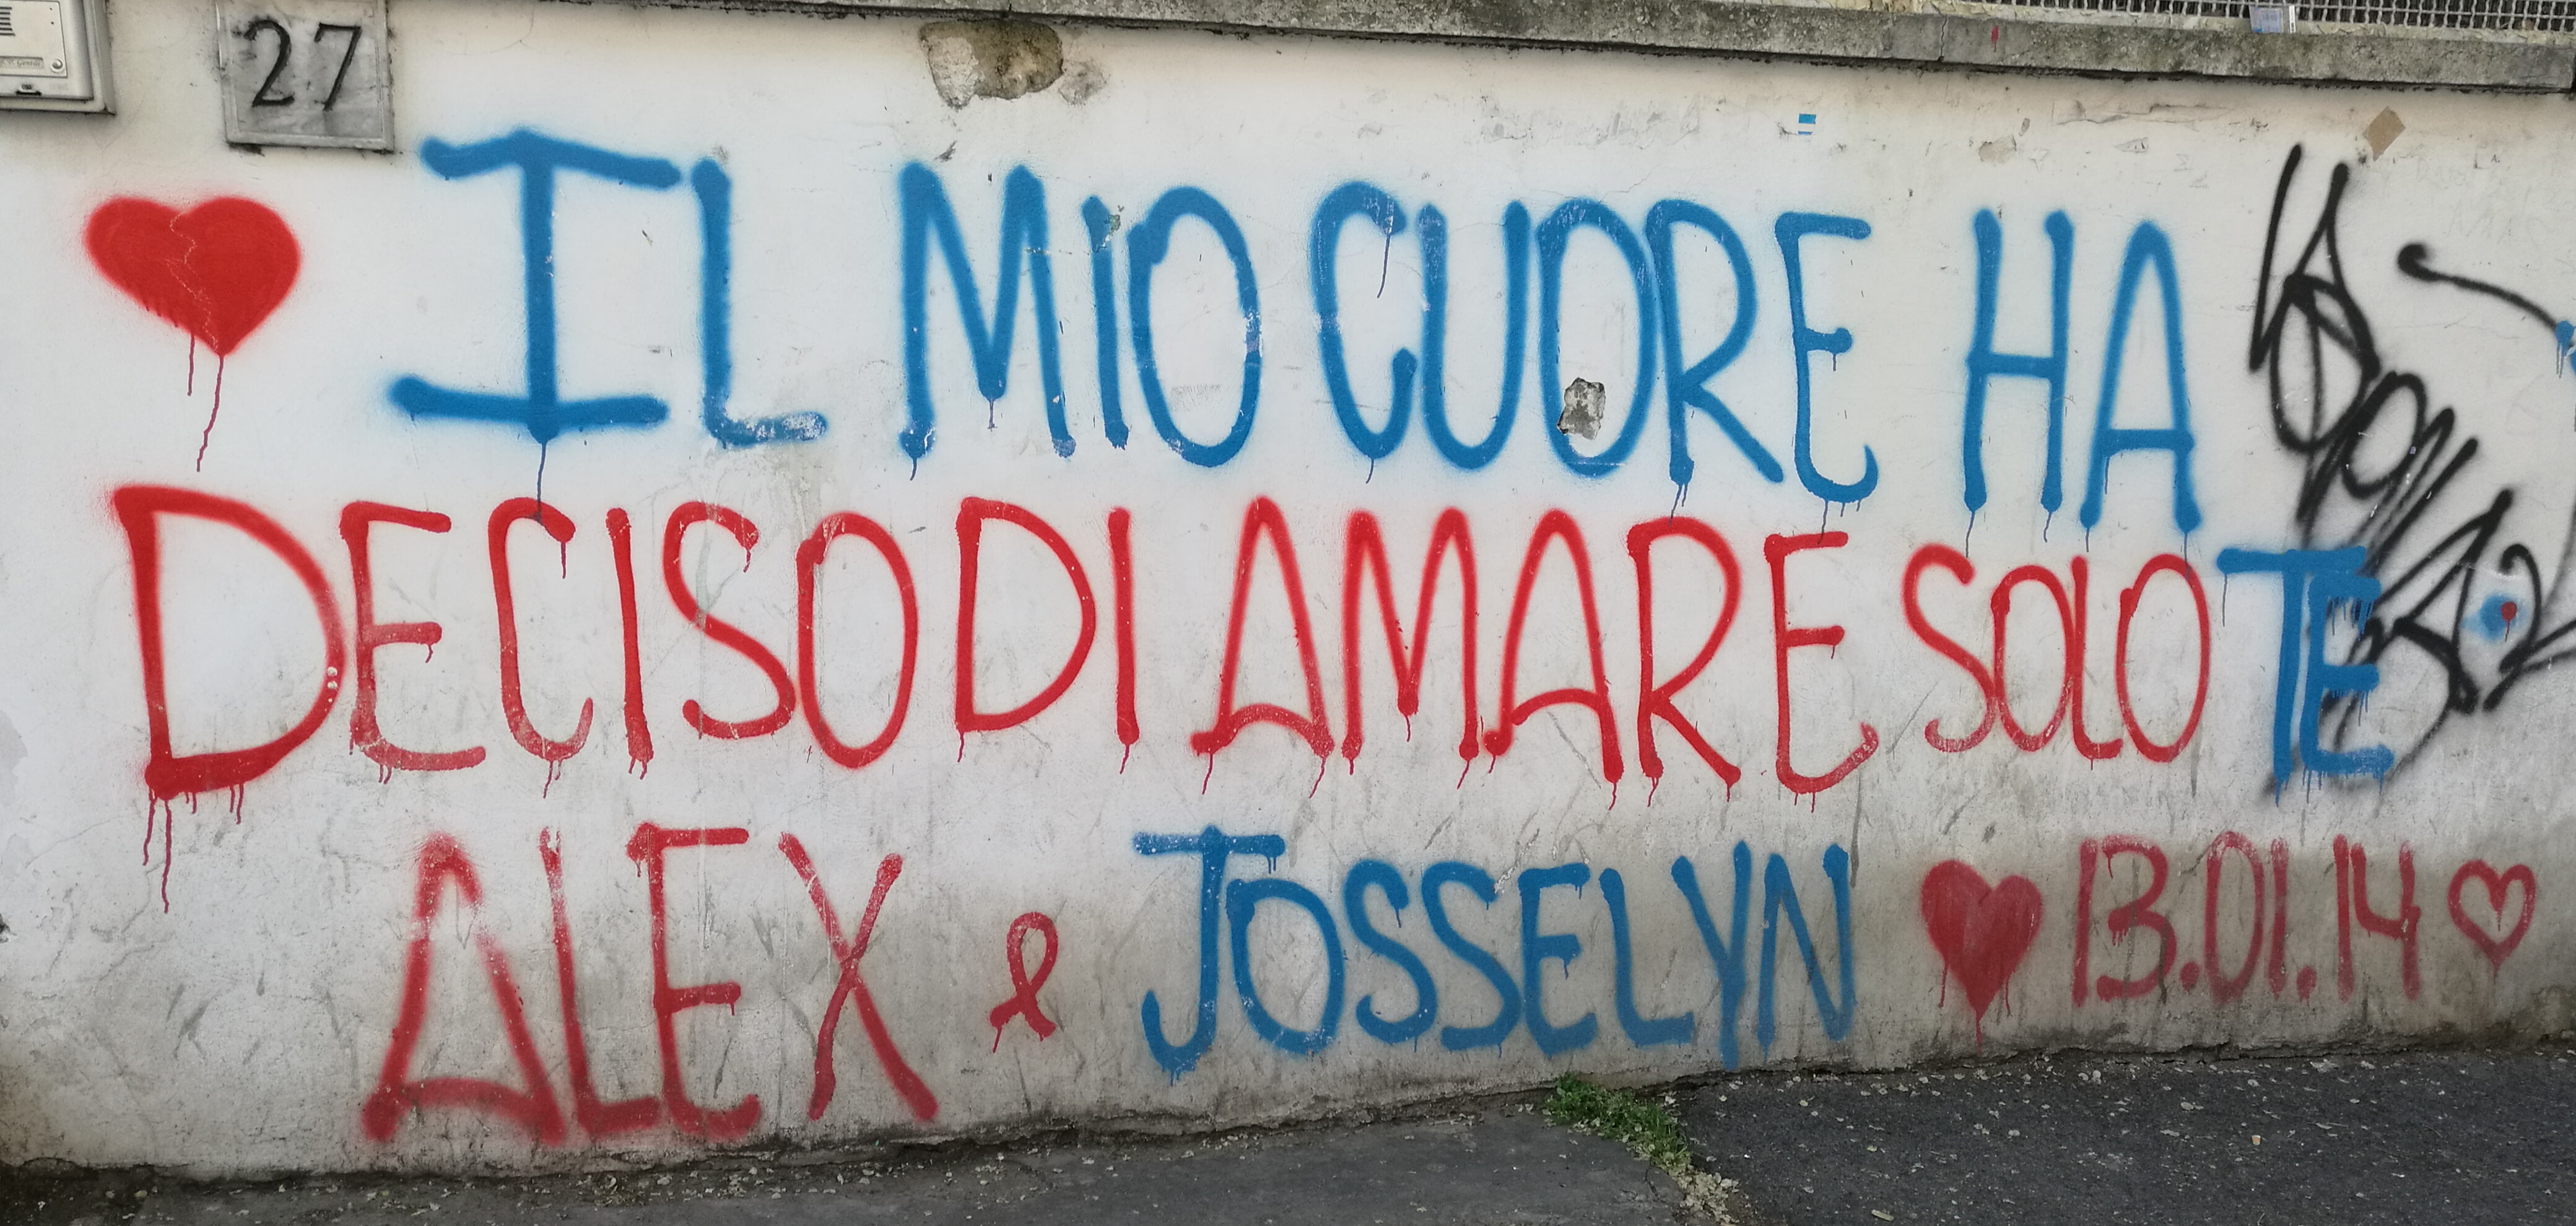 27
IL MIO CUORE HA
DECISO DI AMARE SOLO TE
ALEX e JOSSELYN 13.01.14